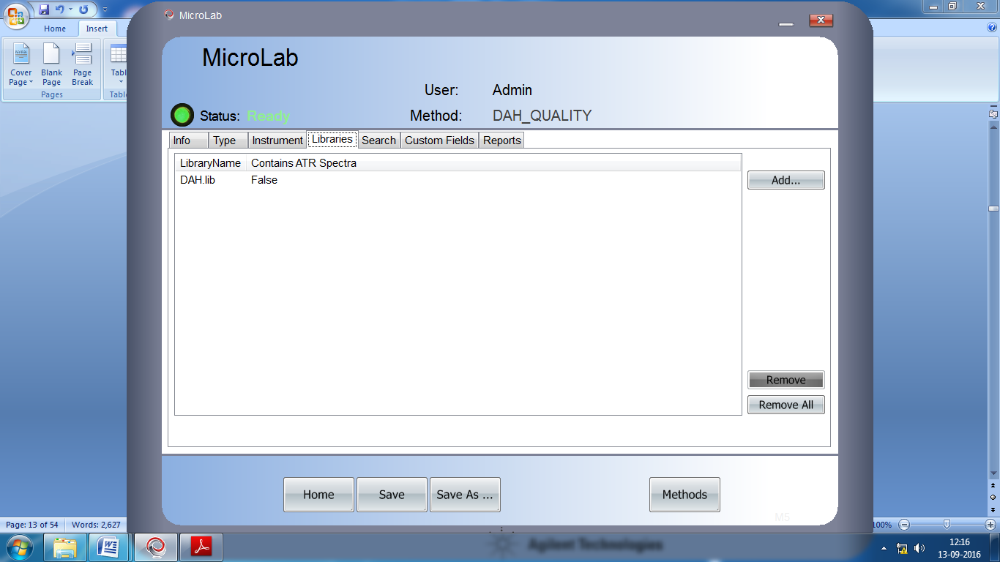 MicroLab
Home Insert
Cover Page Blank Page Page Break Tabl
Pages Table
MicroLab
User: Admin
Status: Ready Method: DAH_QUALITY
Info Type Instrument Libraries Search Custom Fields Reports
LibraryName Contains ATR Spectra
DAH.lib False
Add...
Remove
Remove All
Home Save Save As ... Methods
M5
Page: 13 of 54 Words: 2,627 100%
Agilent Technologies
12:16
13-09-2016